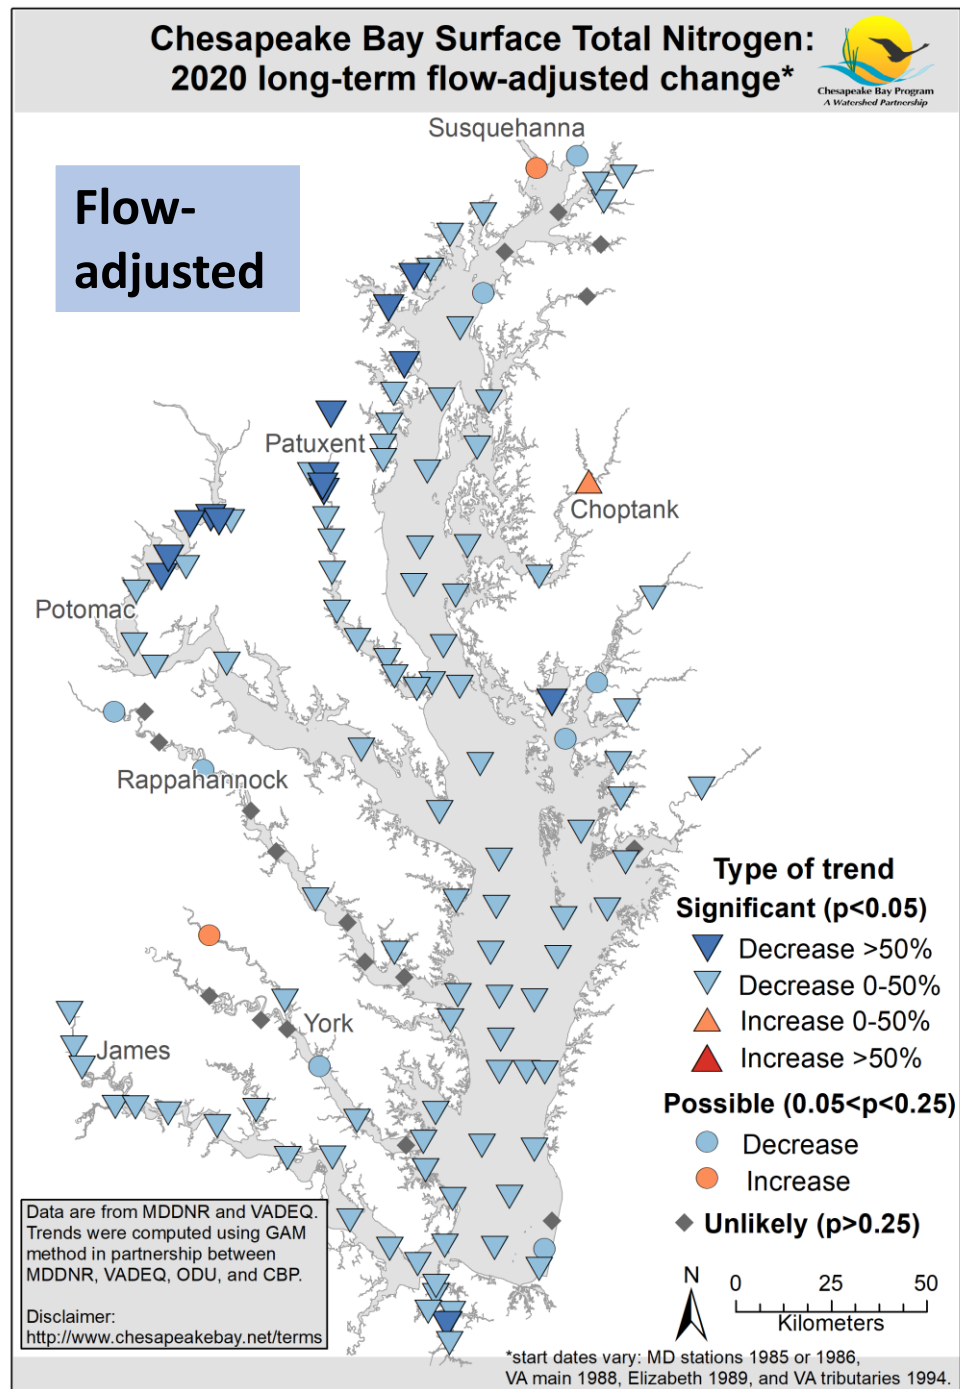 Chesapeake Bay Surface Total Nitrogen:
2020 long-term flow-adjusted change*
Chesapeake Bay Program
A Watershed Partnership
Flow-
adjusted
Susquehanna
Patuxent
Choptank
Potomac
Rappahannock
York
James
Type of trend
Significant (p<0.05)
Decrease >50%
Decrease 0-50%
Increase 0-50%
Increase >50%
Possible (0.05<p<0.25)
Decrease
Increase
Unlikely (p>0.25)
N
0 25 50
Kilometers
Data are from MDDNR and VADEQ.
Trends were computed using GAM
method in partnership between
MDDNR, VADEQ, ODU, and CBP.
Disclaimer:
http://www.chesapeakebay.net/terms
*start dates vary: MD stations 1985 or 1986,
VA main 1988, Elizabeth 1989, and VA tributaries 1994.